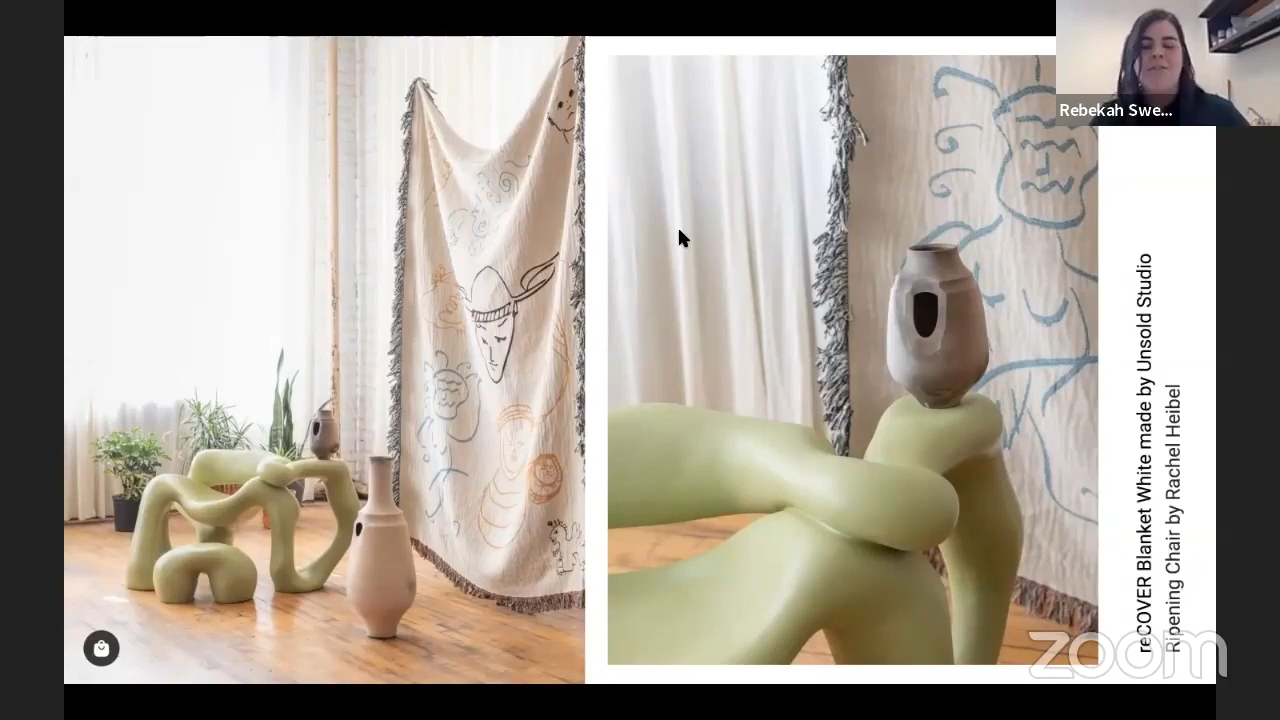 Rebekah Swe...
reCOVER Blanket White made by Unsold Studio
Ripening Chair by Rachel Heibel
zoom